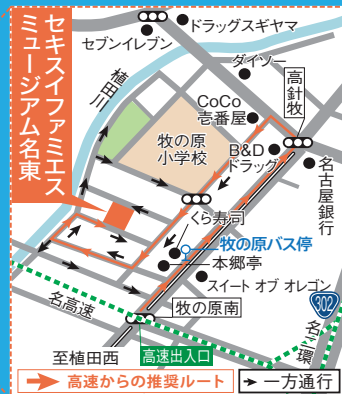 セキスイファミエス
ミュージアム名東
セブンイレブン
ドラッグスギヤマ
ダイソー
植田川
CoCo
壱番屋
高針牧
牧の原
小学校
B&D
ドラッグ
名古屋銀行
くら寿司
牧の原バス停
本郷亭
スイート オブ オレゴン
名高速
牧の原南
302
名二環
至植田西
高速出入口
高速からの推奨ルート
一方通行